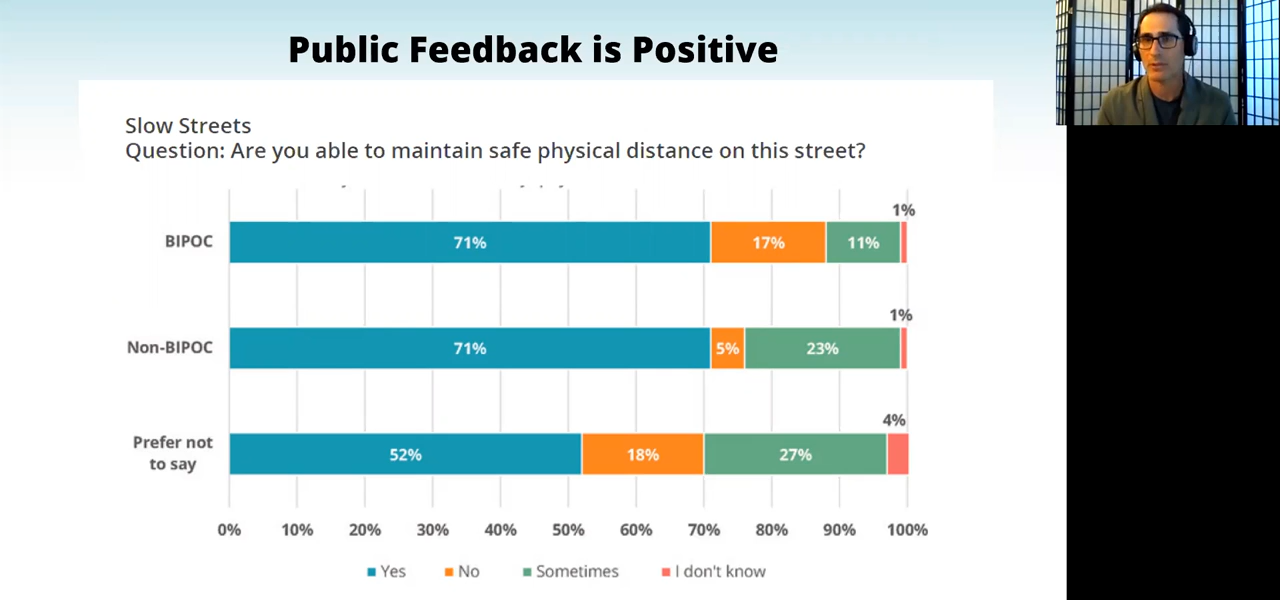 Public Feedback is Positive
Slow Streets
Question: Are you able to maintain safe physical distance on this street?
1%
BIPOC 71% 17% 11%
1%
Non-BIPOC 71% 5% 23%
4%
Prefer not
to say
52% 18% 27%
0% 10% 20% 30% 40% 50% 60% 70% 80% 90% 100%
Yes No Sometimes I don't know